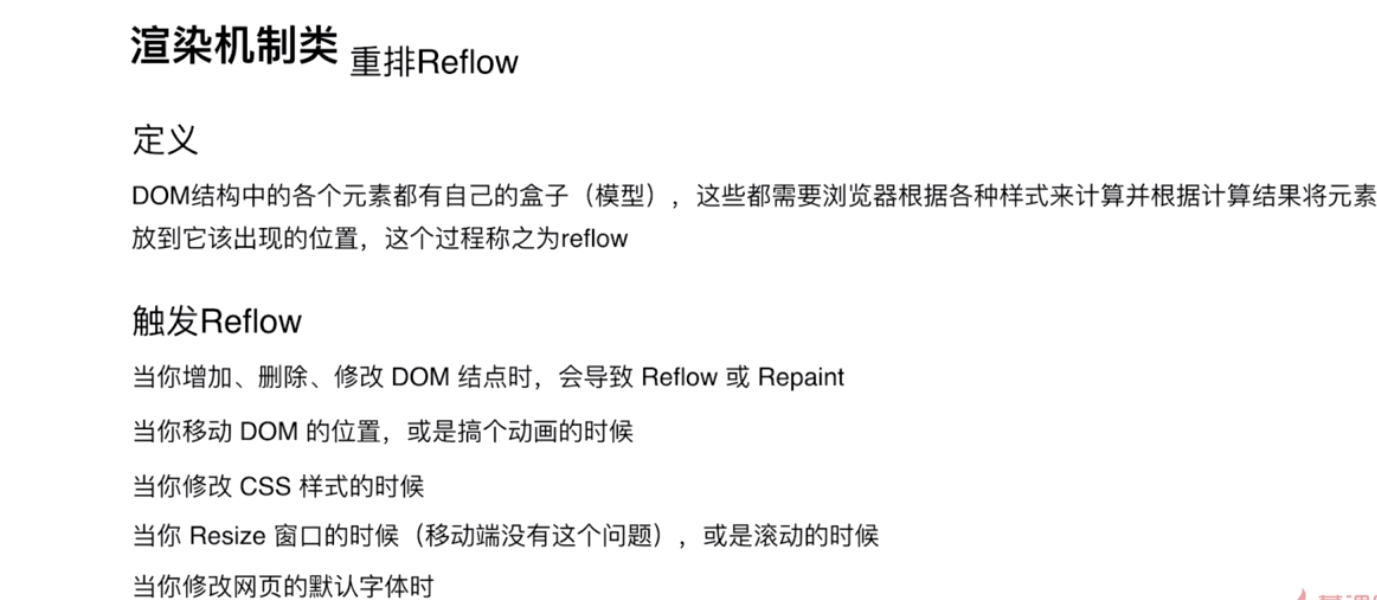 渲染机制类 重排Reflow
定义
DOM结构中的各个元素都有自己的盒子（模型），这些都需要浏览器根据各种样式来计算并根据计算结果将元素
放到它该出现的位置，这个过程称之为reflow
触发Reflow
当你增加、删除、修改 DOM 结点时，会导致 Reflow 或 Repaint
当你移动 DOM 的位置，或是搞个动画的时候
当你修改 CSS 样式的时候
当你 Resize 窗口的时候（移动端没有这个问题），或是滚动的时候
当你修改网页的默认字体时